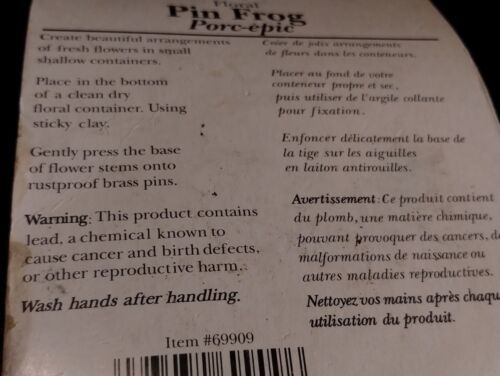 Floral
Pin Frog
Porc-épic
Create beautiful arrangements
of fresh flowers in small
shallow containers.
Place in the bottom
of a clean dry
floral container. Using
sticky clay.
Gently press the base
of flower stems onto
rustproof brass pins.
Warning: This product contains
lead, a chemical known to
cause cancer and birth defects,
or other reproductive harm.
Wash hands after handling.
Créer de jolis arrangements
de fleurs dans les conteneurs.
Placer au fond de votre
conteneur propre et sec,
puis utiliser de l'argile collante
pour fixation.
Enfoncer délicatement la base de
la tige sur les aiguilles
en laiton antirouilles.
Avertissement: Ce produit contient
du plomb, une matière chimique,
pouvant provoquer des cancers, d
malformations de naissance ou
autres maladies reproductives.
Nettoyez vos mains après chaqu
utilisation du produit.
Item #69909